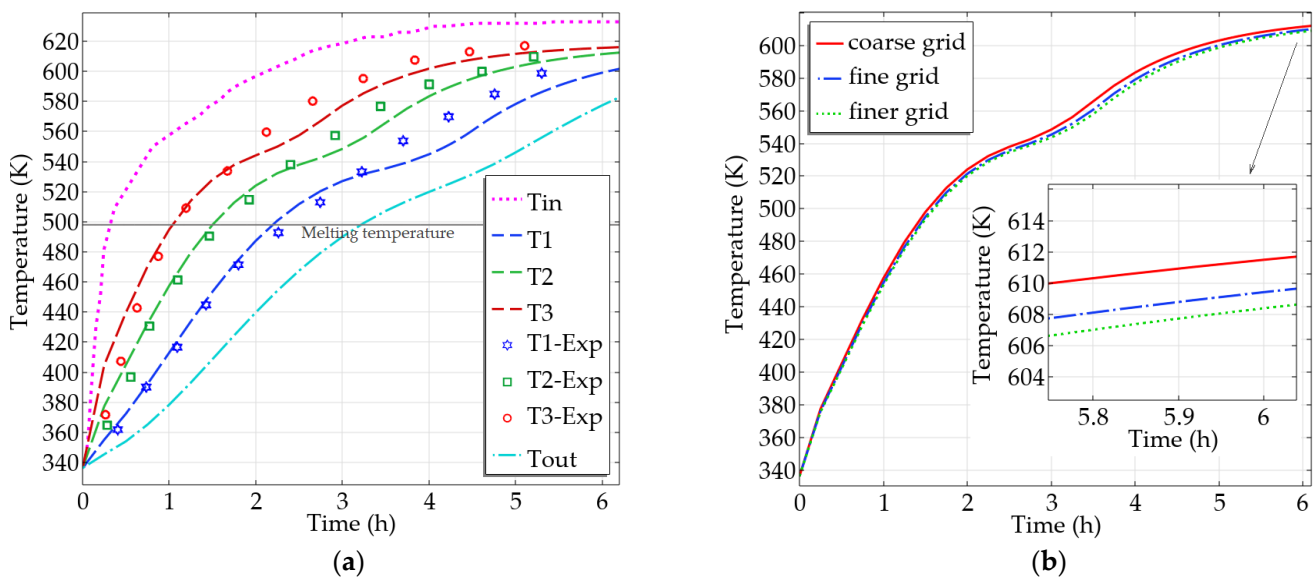 620
600
580
560
540
520
500
480
460
440
420
400
380
360
340
Temperature (K)
0
1
2
3
4
5
6
Time (h)
Melting temperature
Tin
T1
T2
T3
T1-Exp
T2-Exp
T3-Exp
Tout
(a)
600
580
560
540
520
500
480
460
440
420
400
380
360
340
Temperature (K)
0
1
2
3
4
5
6
Time (h)
coarse grid
fine grid
finer grid
614
612
610
608
606
604
Temperature (K)
5.8
5.9
6
Time (h)
(b)